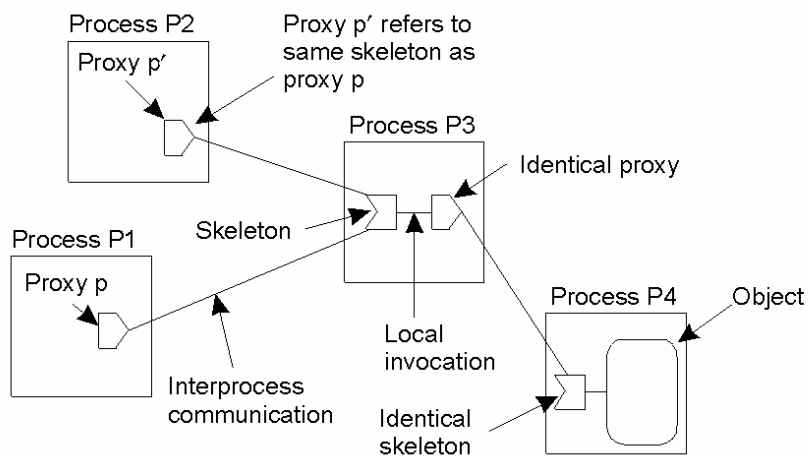 Process P2
Proxy p′
Proxy p′ refers to
same skeleton as
proxy p
Process P3
Identical proxy
Skeleton
Process P1
Proxy p
Interprocess
communication
Local
invocation
Process P4
Object
Identical
skeleton